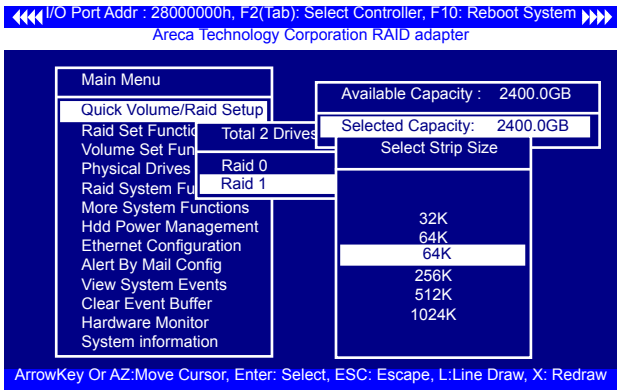 I/O Port Addr : 28000000h, F2(Tab): Select Controller, F10: Reboot System
Areca Technology Corporation RAID adapter
Main Menu
Quick Volume/Raid Setup
Raid Set Functio
Volume Set Fun
Physical Drives
Raid System Fu
More System Functions
Hdd Power Management
Ethernet Configuration
Alert By Mail Config
View System Events
Clear Event Buffer
Hardware Monitor
System information
Total 2 Drives
Raid 0
Raid 1
Available Capacity : 2400.0GB
Selected Capacity: 2400.0GB
Select Strip Size
32K
64K
64K
256K
512K
1024K
ArrowKey Or AZ:Move Cursor, Enter: Select, ESC: Escape, L:Line Draw, X: Redraw